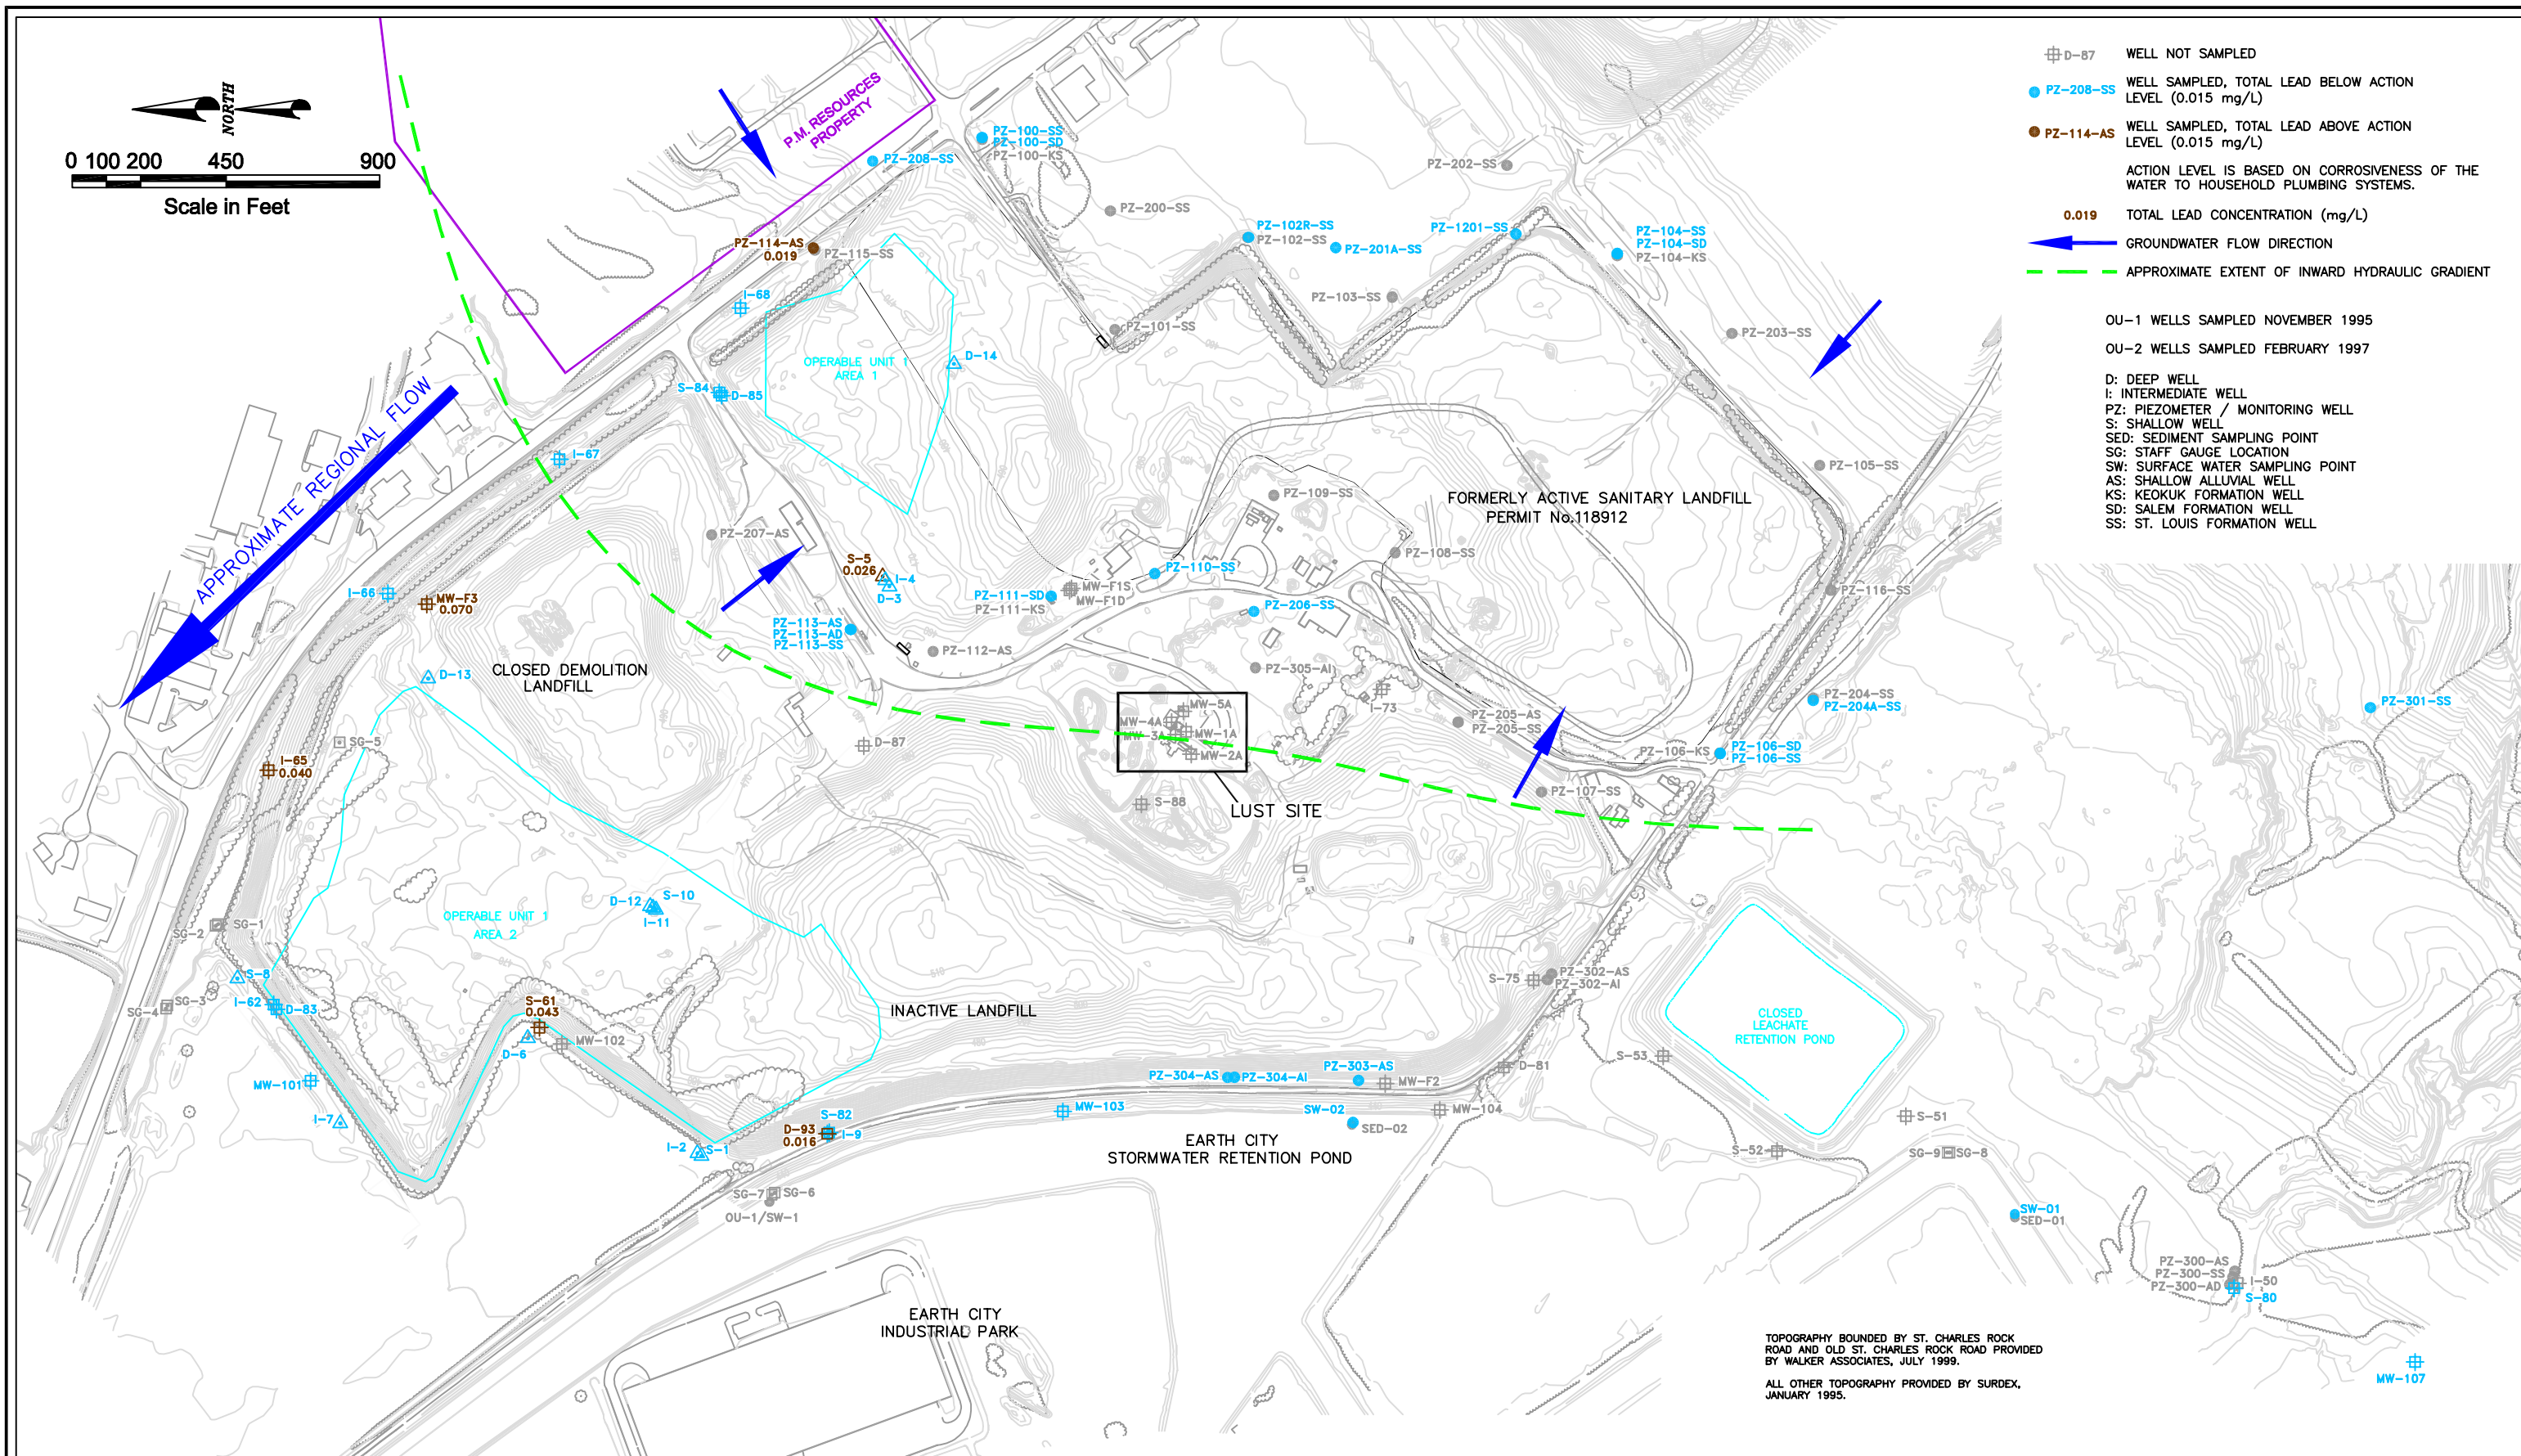 NORTH
0 100 200 450 900
Scale in Feet
P.M. RESOURCES
PROPERTY
PZ-208-SS
PZ-100-SS
PZ-100-SD
PZ-100-KS
PZ-200-SS
PZ-202-SS
PZ-102R-SS
PZ-102-SS
PZ-201A-SS
PZ-1201-SS
PZ-104-SS
PZ-104-SD
PZ-104-KS
PZ-114-AS
0.019
PZ-115-SS
I-68
PZ-103-SS
PZ-101-SS
PZ-203-SS
OPERABLE UNIT 1
AREA 1
D-14
S-84
D-85
I-67
APPROXIMATE REGIONAL FLOW
PZ-105-SS
PZ-109-SS
FORMERLY ACTIVE SANITARY LANDFILL
PERMIT No.118912
PZ-207-AS
PZ-108-SS
S-5
0.026
I-4
D-3
PZ-110-SS
PZ-111-SD
PZ-111-KS
MW-F1S
MW-F1D
PZ-206-SS
PZ-116-SS
I-66
MW-F3
0.070
PZ-113-AS
PZ-113-AD
PZ-113-SS
PZ-112-AS
PZ-305-AI
I-73
CLOSED DEMOLITION
LANDFILL
D-13
PZ-204-SS
PZ-204A-SS
PZ-301-SS
MW-5A
MW-4A
MW-1A
MW-3A
MW-2A
PZ-205-AS
PZ-205-SS
SG-5
D-87
PZ-106-KS
PZ-106-SD
PZ-106-SS
I-65
0.040
PZ-107-SS
S-88
LUST SITE
D-12
S-10
I-11
OPERABLE UNIT 1
AREA 2
SG-1
SG-2
S-8
S-75
PZ-302-AS
PZ-302-AI
SG-3
SG-4
I-62
D-83
S-61
0.043
INACTIVE LANDFILL
CLOSED
LEACHATE
RETENTION POND
MW-102
D-6
S-53
D-81
MW-101
PZ-304-AS
PZ-304-AI
PZ-303-AS
MW-F2
I-7
S-82
MW-103
SW-02
SED-02
MW-104
S-51
D-93
0.016
I-9
I-2
S-1
EARTH CITY
STORMWATER RETENTION POND
S-52
SG-9
SG-8
SG-7
SG-6
OU-1/SW-1
SW-01
SED-01
PZ-300-AS
PZ-300-SS
PZ-300-AD
I-50
S-80
EARTH CITY
INDUSTRIAL PARK
MW-107
TOPOGRAPHY BOUNDED BY ST. CHARLES ROCK
ROAD AND OLD ST. CHARLES ROCK ROAD PROVIDED
BY WALKER ASSOCIATES, JULY 1999.
ALL OTHER TOPOGRAPHY PROVIDED BY SURDEX,
JANUARY 1995.
D-87 WELL NOT SAMPLED
PZ-208-SS WELL SAMPLED, TOTAL LEAD BELOW ACTION
LEVEL (0.015 mg/L)
PZ-114-AS WELL SAMPLED, TOTAL LEAD ABOVE ACTION
LEVEL (0.015 mg/L)
ACTION LEVEL IS BASED ON CORROSIVENESS OF THE
WATER TO HOUSEHOLD PLUMBING SYSTEMS.
0.019 TOTAL LEAD CONCENTRATION (mg/L)
GROUNDWATER FLOW DIRECTION
APPROXIMATE EXTENT OF INWARD HYDRAULIC GRADIENT
OU-1 WELLS SAMPLED NOVEMBER 1995
OU-2 WELLS SAMPLED FEBRUARY 1997
D: DEEP WELL
I: INTERMEDIATE WELL
PZ: PIEZOMETER / MONITORING WELL
S: SHALLOW WELL
SED: SEDIMENT SAMPLING POINT
SG: STAFF GAUGE LOCATION
SW: SURFACE WATER SAMPLING POINT
AS: SHALLOW ALLUVIAL WELL
KS: KEOKUK FORMATION WELL
SD: SALEM FORMATION WELL
SS: ST. LOUIS FORMATION WELL